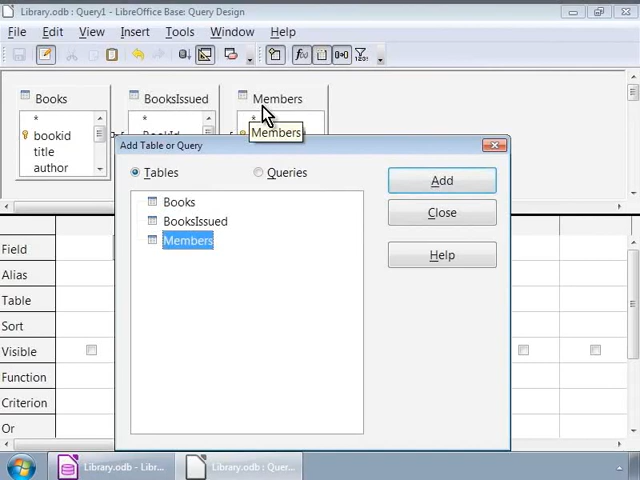 Library.odb : Query1 - LibreOffice Base: Query Design
File Edit View Insert Tools Window Help
f(x)
Books
*
bookid
title
author
BooksIssued
*
Members
*
Members
Add Table or Query
Tables
Queries
Books
BooksIssued
Members
Add
Close
Help
Field
Alias
Table
Sort
Visible
Function
Criterion
Or
Library.odb - Libr...
Library.odb : Que...